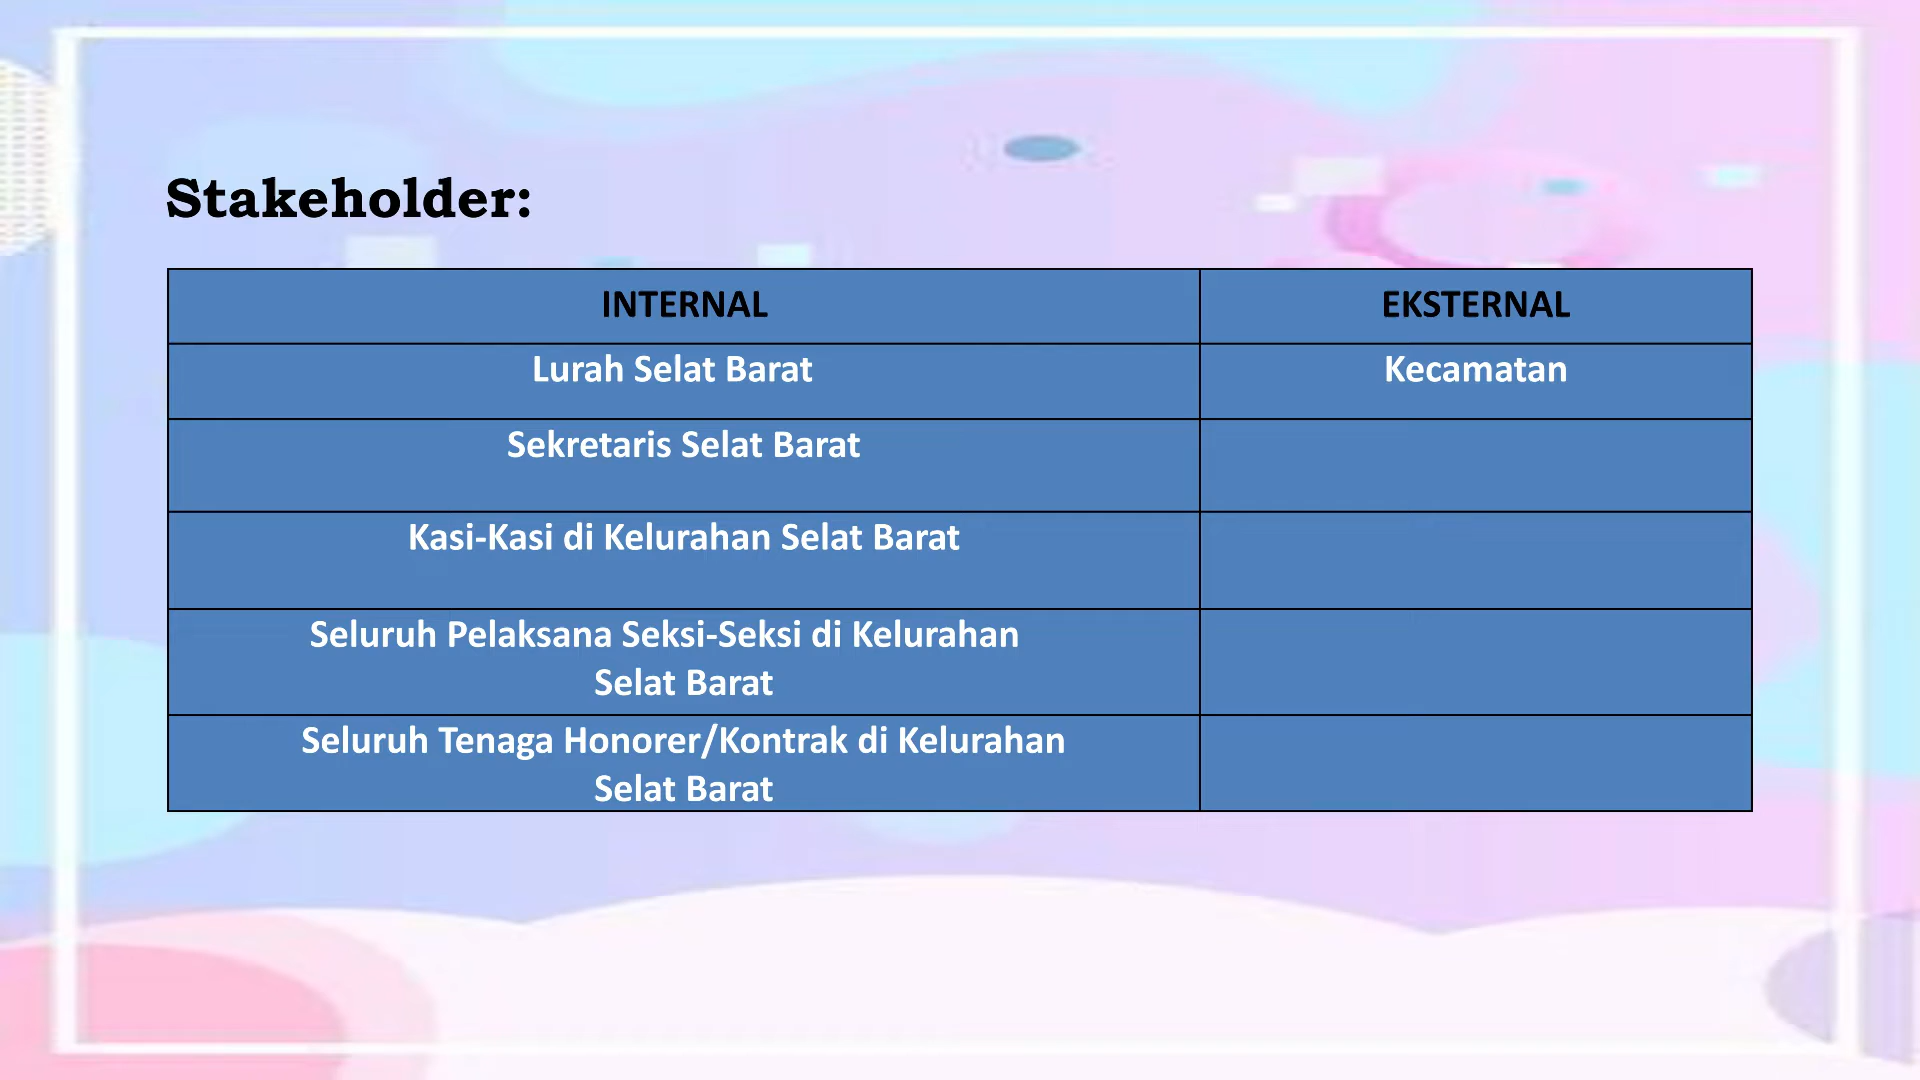 Stakeholder:
INTERNAL
EKSTERNAL
Lurah Selat Barat
Kecamatan
Sekretaris Selat Barat
Kasi-Kasi di Kelurahan Selat Barat
Seluruh Pelaksana Seksi-Seksi di Kelurahan
Selat Barat
Seluruh Tenaga Honorer/Kontrak di Kelurahan
Selat Barat